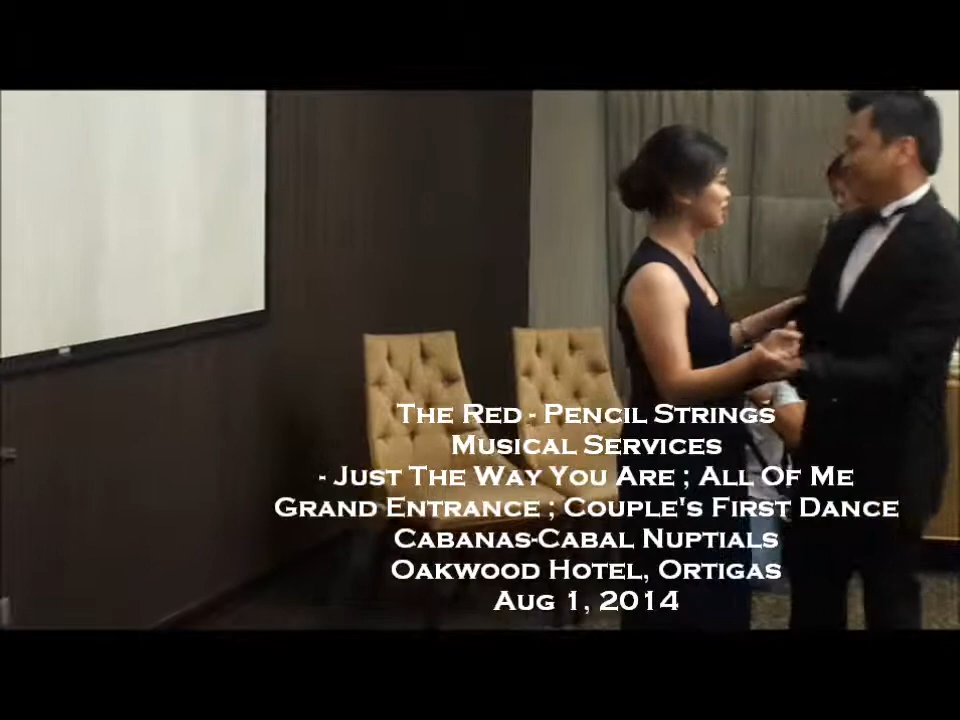 The Red - Pencil Strings
Musical Services
- Just The Way You Are ; All Of Me
Grand Entrance ; Couple's First Dance
Cabanas-Cabal Nuptials
Oakwood Hotel, Ortigas
Aug 1, 2014